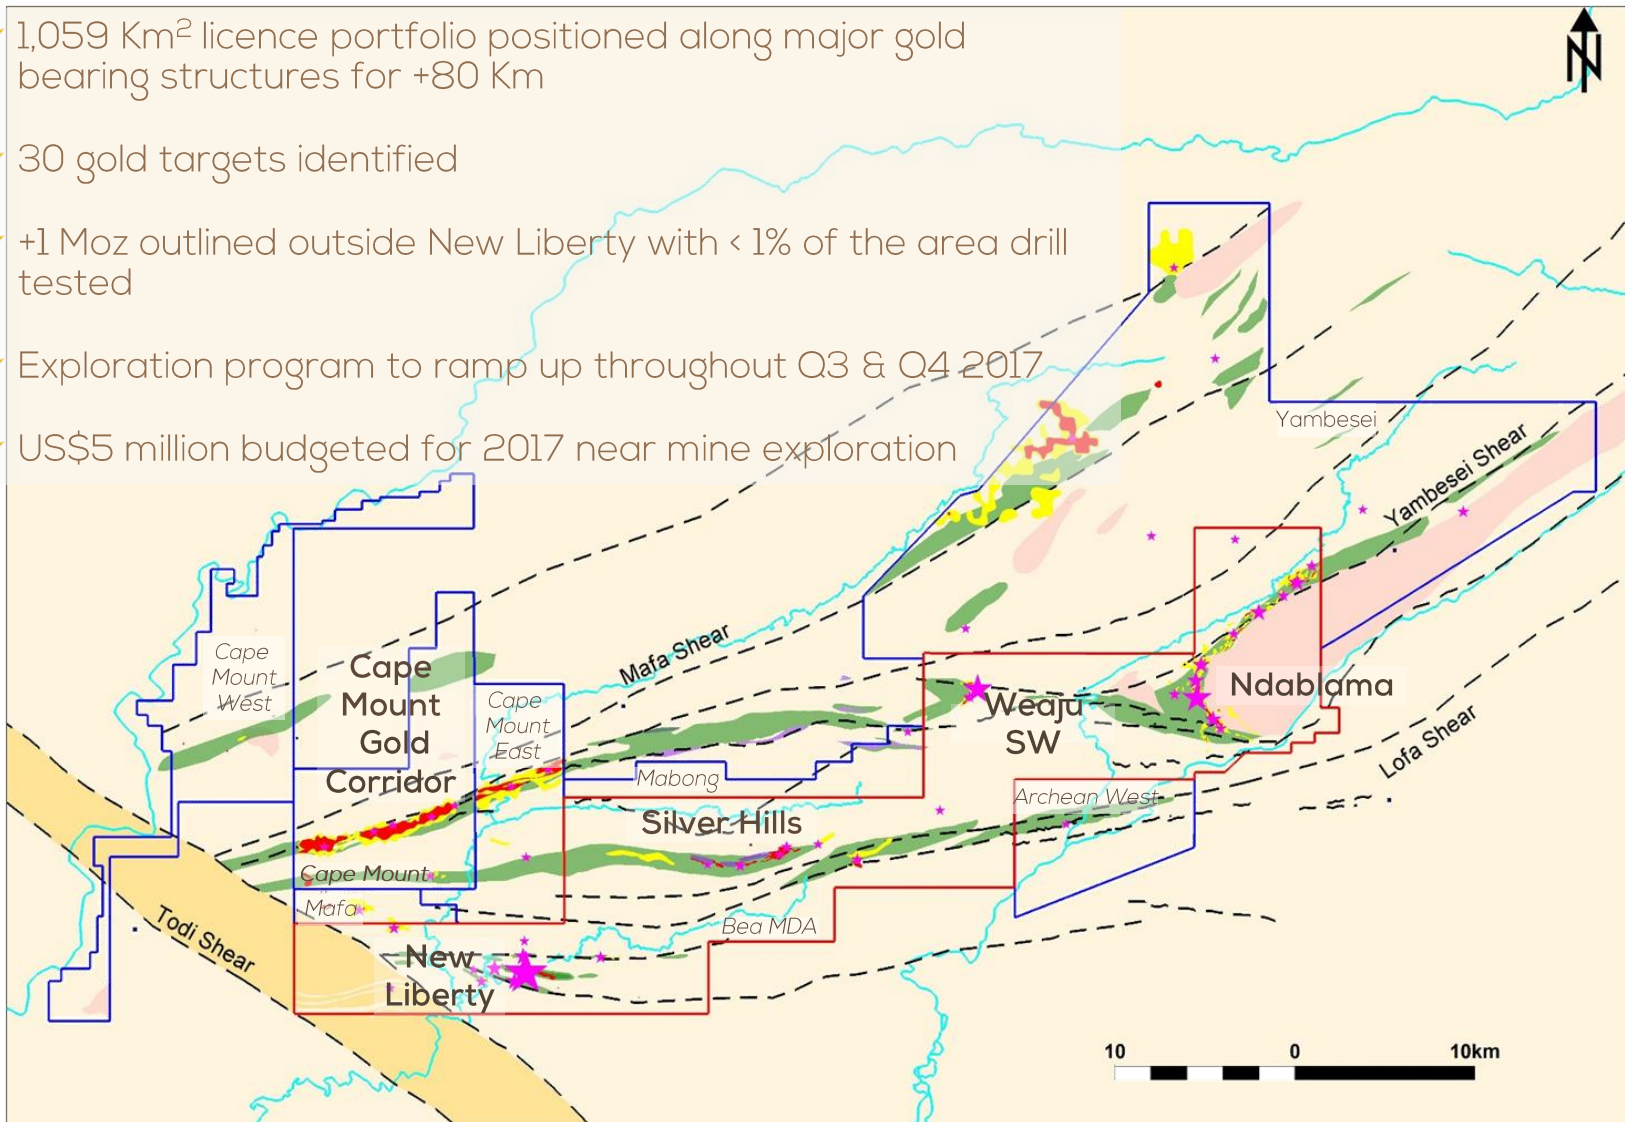 1,059 Km² licence portfolio positioned along major gold
bearing structures for +80 Km
30 gold targets identified
+1 Moz outlined outside New Liberty with < 1% of the area drill
tested
Exploration program to ramp up throughout Q3 & Q4 2017
US$5 million budgeted for 2017 near mine exploration
N
Yambesei
Yambesei Shear
Mafa Shear
Cape
Mount
West
Cape
Mount
Gold
Corridor
Cape
Mount
East
Weaju
SW
Ndablama
Lofa Shear
Mabong
Archean West
Silver Hills
Cape Mount
Mafa
Bea MDA
Todi Shear
New
Liberty
10 0 10km